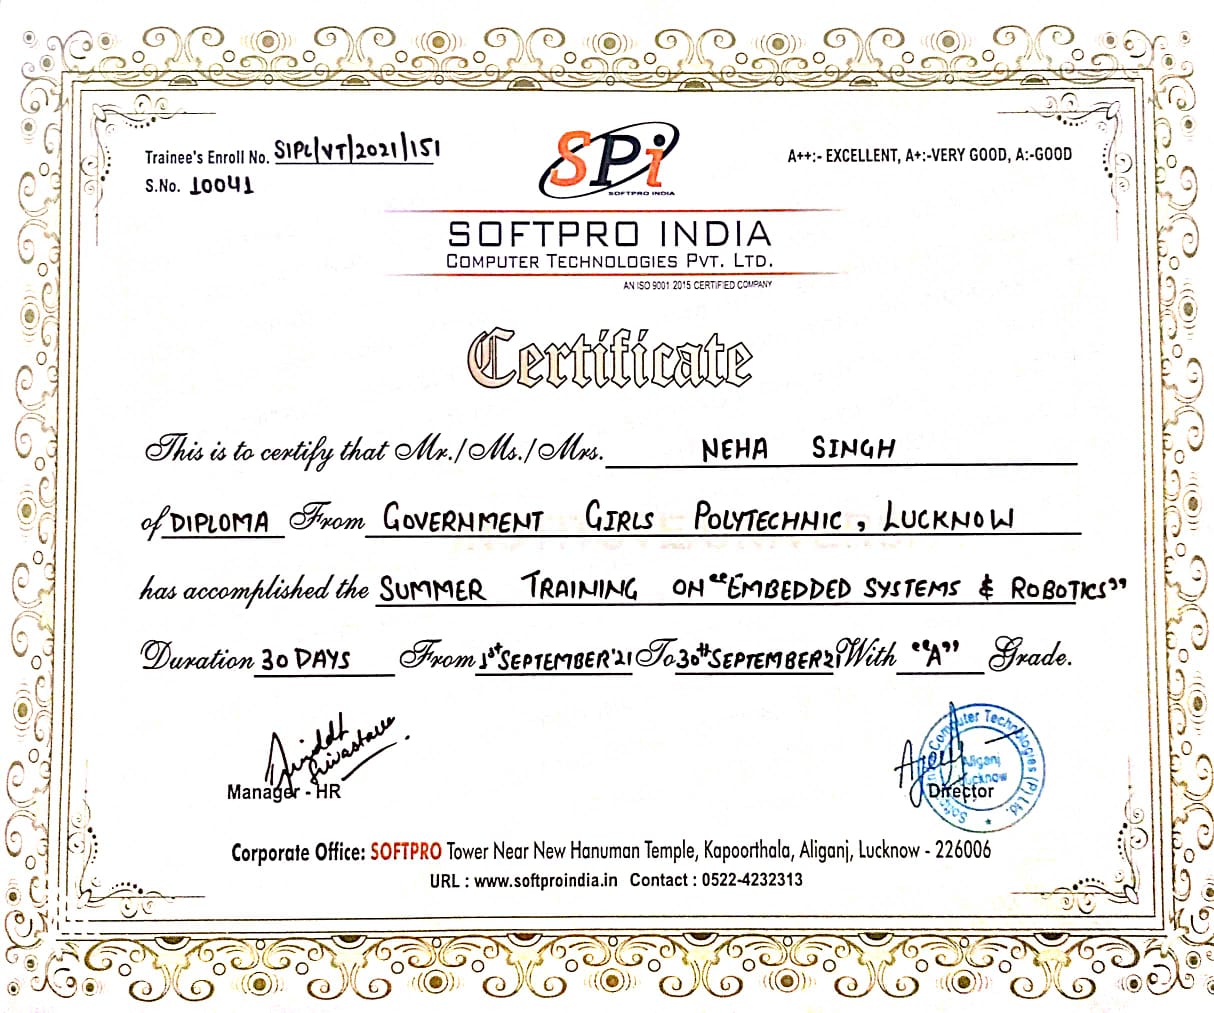 Trainee's Enroll No. SIPL/VT/2021/151
S.No. 10041
SPi
SOFTPRO INDIA
A++:- EXCELLENT, A+:-VERY GOOD, A:-GOOD
SOFTPRO INDIA
COMPUTER TECHNOLOGIES PVT. LTD.
AN ISO 9001 2015 CERTIFIED COMPANY
Certificate
This is to certify that Mr./Ms./Mrs. NEHA SINGH
of DIPLOMA From GOVERNMENT GIRLS POLYTECHNIC, LUCKNOW
has accomplished the SUMMER TRAINING ON "EMBEDDED SYSTEMS & ROBOTICS"
Duration 30 DAYS From 1st SEPTEMBER'21 To 30th SEPTEMBER'21 With "A" Grade.
Srivastava
Manager - HR
Computer Technologies (P) Ltd.
Aliganj
Lucknow
Director
Corporate Office: SOFTPRO Tower Near New Hanuman Temple, Kapoorthala, Aliganj, Lucknow - 226006
URL : www.softproindia.in Contact : 0522-4232313